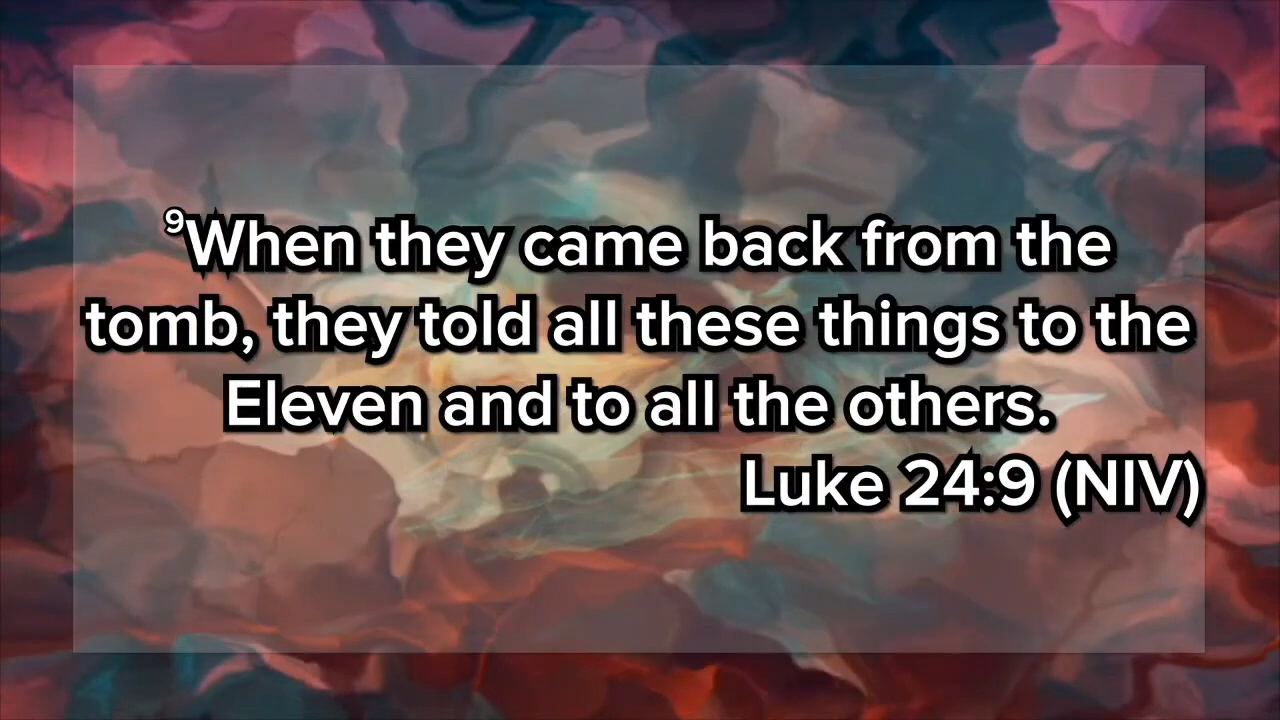 ⁹When they came back from the
tomb, they told all these things to the
Eleven and to all the others.
Luke 24:9 (NIV)